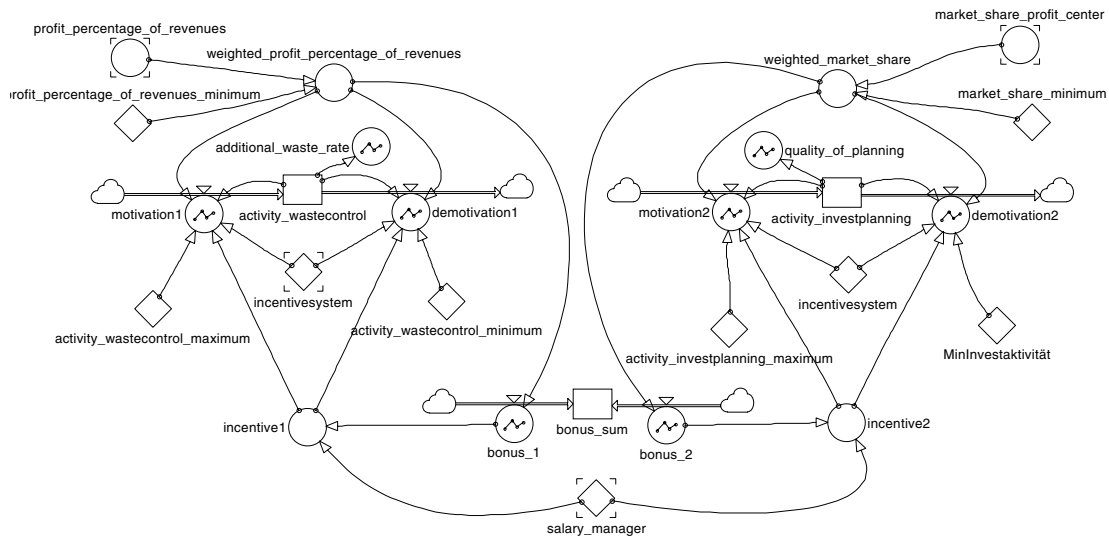 profit_percentage_of_revenues
market_share_profit_center
weighted_profit_percentage_of_revenues
weighted_market_share
profit_percentage_of_revenues_minimum
market_share_minimum
additional_waste_rate
quality_of_planning
motivation1
activity_wastecontrol
demotivation1
motivation2
activity_investplanning
demotivation2
incentivesystem
incentivesystem
activity_wastecontrol_maximum
activity_wastecontrol_minimum
activity_investplanning_maximum
MinInvestaktivität
incentive1
bonus_1
bonus_sum
bonus_2
incentive2
salary_manager